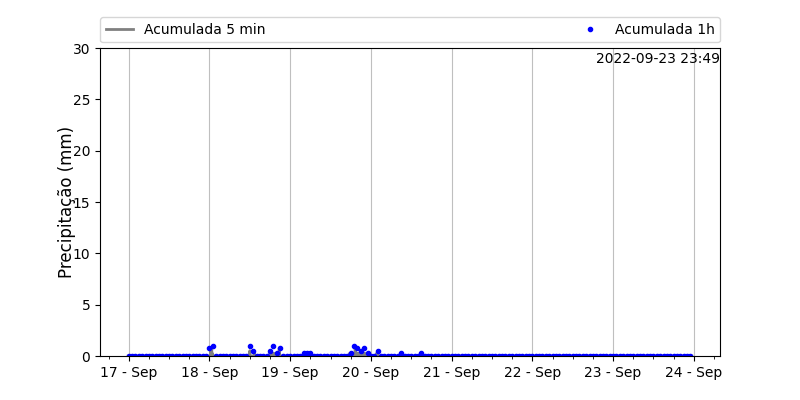 Acumulada 5 min
Acumulada 1h
2022-09-23 23:49
Precipitação (mm)
30
25
20
15
10
5
0
17 - Sep
18 - Sep
19 - Sep
20 - Sep
21 - Sep
22 - Sep
23 - Sep
24 - Sep